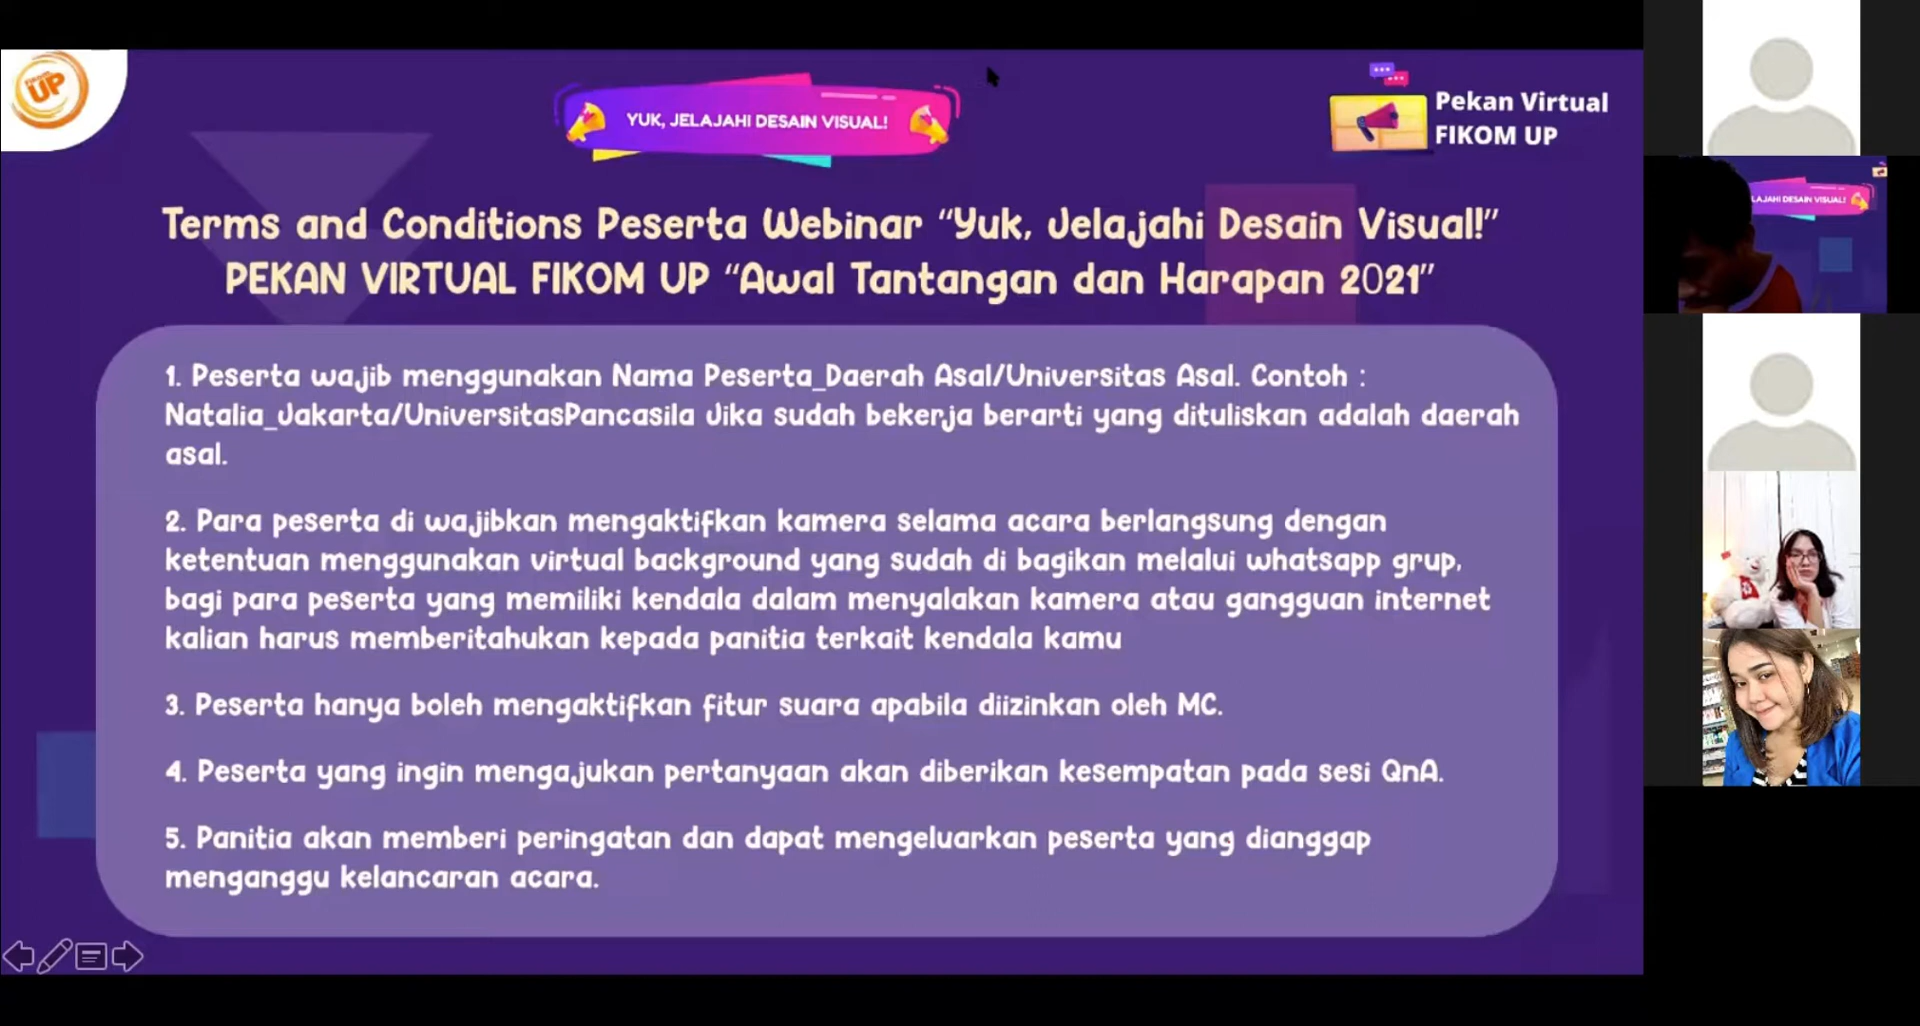 UP
YUK, JELAJAHI DESAIN VISUAL!
Pekan Virtual
FIKOM UP
Terms and Conditions Peserta Webinar “Yuk, Jelajahi Desain Visual!”
PEKAN VIRTUAL FIKOM UP “Awal Tantangan dan Harapan 2021”
1. Peserta wajib menggunakan Nama Peserta_Daerah Asal/Universitas Asal. Contoh :
Natalia_Jakarta/UniversitasPancasila Jika sudah bekerja berarti yang dituliskan adalah daerah
asal.
2. Para peserta di wajibkan mengaktifkan kamera selama acara berlangsung dengan
ketentuan menggunakan virtual background yang sudah di bagikan melalui whatsapp grup,
bagi para peserta yang memiliki kendala dalam menyalakan kamera atau gangguan internet
kalian harus memberitahukan kepada panitia terkait kendala kamu
3. Peserta hanya boleh mengaktifkan fitur suara apabila diizinkan oleh MC.
4. Peserta yang ingin mengajukan pertanyaan akan diberikan kesempatan pada sesi QnA.
5. Panitia akan memberi peringatan dan dapat mengeluarkan peserta yang dianggap
menganggu kelancaran acara.
LAJAHI DESAIN VISUAL!